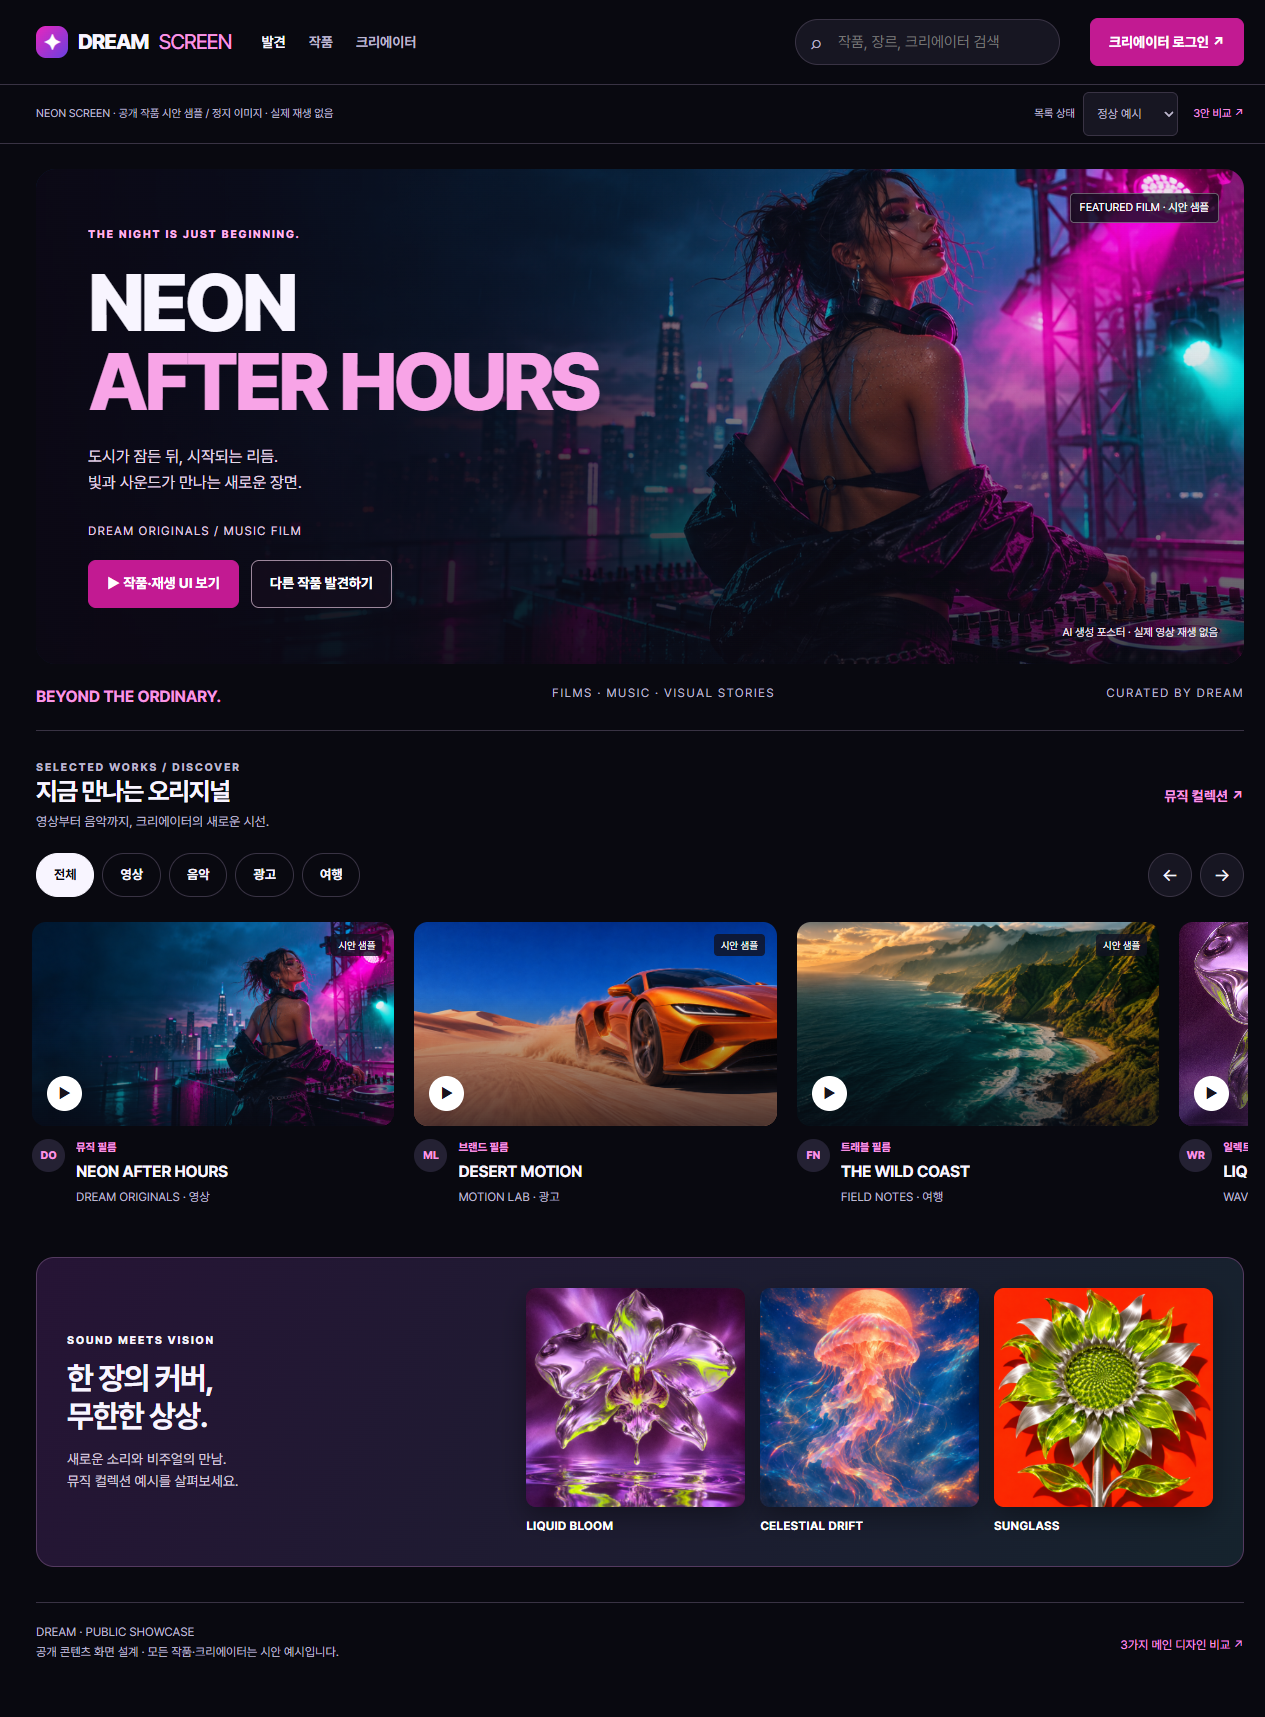 DREAM SCREEN
발견
작품
크리에이터
작품, 장르, 크리에이터 검색
크리에이터 로그인 ↗
NEON SCREEN · 공개 작품 시안 샘플 / 정지 이미지 · 실제 재생 없음
목록 상태
정상 예시
3안 비교 ↗
FEATURED FILM · 시안 샘플
THE NIGHT IS JUST BEGINNING.
NEON
AFTER HOURS
도시가 잠든 뒤, 시작되는 리듬.
빛과 사운드가 만나는 새로운 장면.
DREAM ORIGINALS / MUSIC FILM
▶ 작품·재생 UI 보기
다른 작품 발견하기
AI 생성 포스터 · 실제 영상 재생 없음
BEYOND THE ORDINARY.
FILMS · MUSIC · VISUAL STORIES
CURATED BY DREAM
SELECTED WORKS / DISCOVER
지금 만나는 오리지널
영상부터 음악까지, 크리에이터의 새로운 시선.
뮤직 컬렉션 ↗
전체
영상
음악
광고
여행
← →
시안 샘플
시안 샘플
시안 샘플
DO
뮤직 필름
NEON AFTER HOURS
DREAM ORIGINALS · 영상
ML
브랜드 필름
DESERT MOTION
MOTION LAB · 광고
FN
트래블 필름
THE WILD COAST
FIELD NOTES · 여행
WR
일렉트
LIQ
WAV
SOUND MEETS VISION
한 장의 커버,
무한한 상상.
새로운 소리와 비주얼의 만남.
뮤직 컬렉션 예시를 살펴보세요.
LIQUID BLOOM
CELESTIAL DRIFT
SUNGLASS
DREAM · PUBLIC SHOWCASE
공개 콘텐츠 화면 설계 · 모든 작품·크리에이터는 시안 예시입니다.
3가지 메인 디자인 비교 ↗